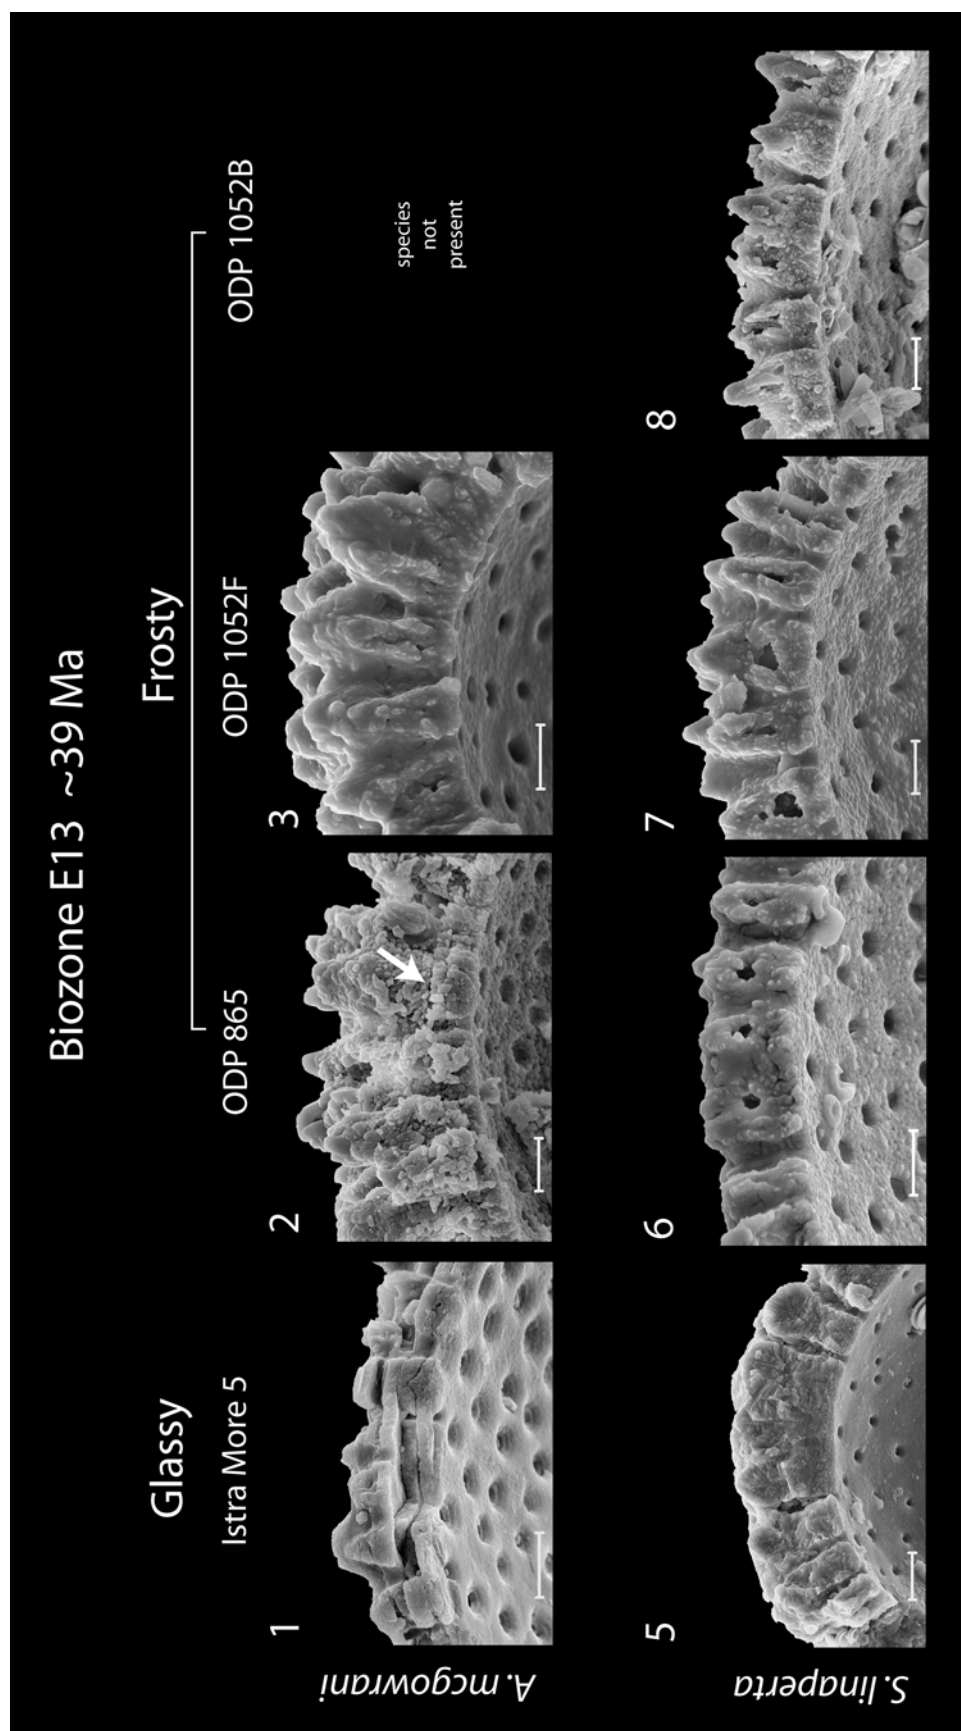 Biozone E13 ~39 Ma
Glassy
Frosty
Istra More 5
ODP 865
ODP 1052F
ODP 1052B
1
2
3
species
not
present
A.mcgowrani
5
6
7
8
S.linaperta